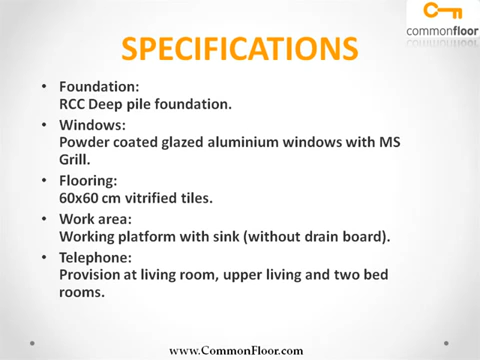 commonfloor
SPECIFICATIONS
• Foundation:
RCC Deep pile foundation.
• Windows:
Powder coated glazed aluminium windows with MS
Grill.
• Flooring:
60x60 cm vitrified tiles.
• Work area:
Working platform with sink (without drain board).
• Telephone:
Provision at living room, upper living and two bed
rooms.
www.CommonFloor.com